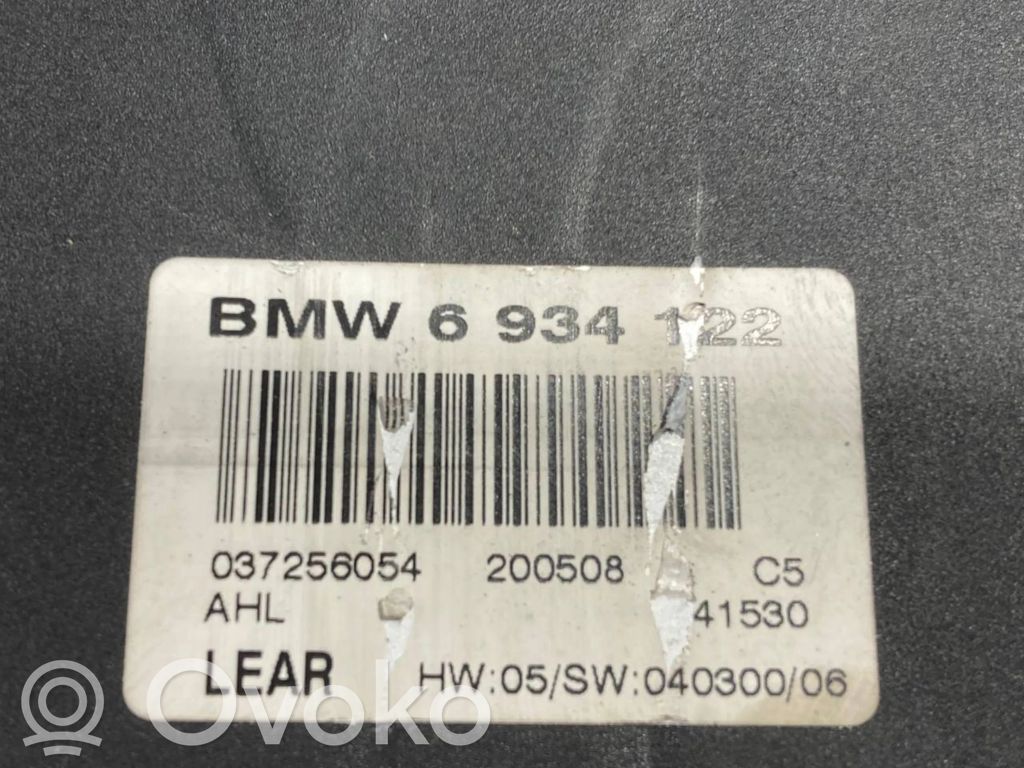 BMW 6 934 122
037256054 200508 C5
AHL 41530
LEAR HW:05/SW:040300/06
Ovoko